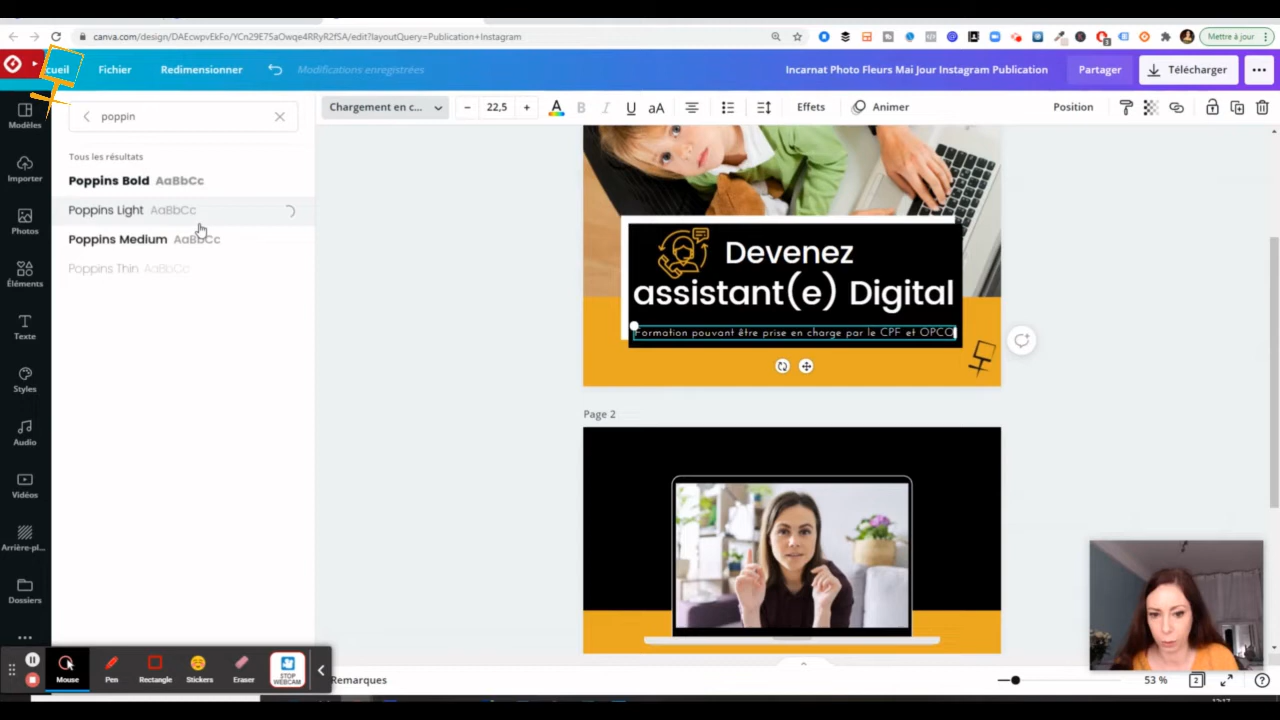 canva.com/design/DAEcwpvEkFo/YCn29E75aOwqe4RRyR2fSA/edit?layoutQuery=Publication+Instagram
Mettre à jour
cueil
Fichier
Redimensionner
Modifications enregistrées
Incarnat Photo Fleurs Mai Jour Instagram Publication
Partager
Télécharger
Modèles
Importer
Photos
Éléments
Texte
Styles
Audio
Vidéos
Arrière-pl...
Dossiers
poppin
Tous les résultats
Poppins Bold AaBbCc
Poppins Light AaBbCc
Poppins Medium AaBbCc
Poppins Thin AaBbCc
Chargement en c...
22,5
A
B
I
U
aA
Effets
Animer
Position
Devenez
assistant(e) Digital
Formation pouvant être prise en charge par le CPF et OPCO
Page 2
Mouse
Pen
Rectangle
Stickers
Eraser
STOP
WEBCAM
Remarques
53 %
2